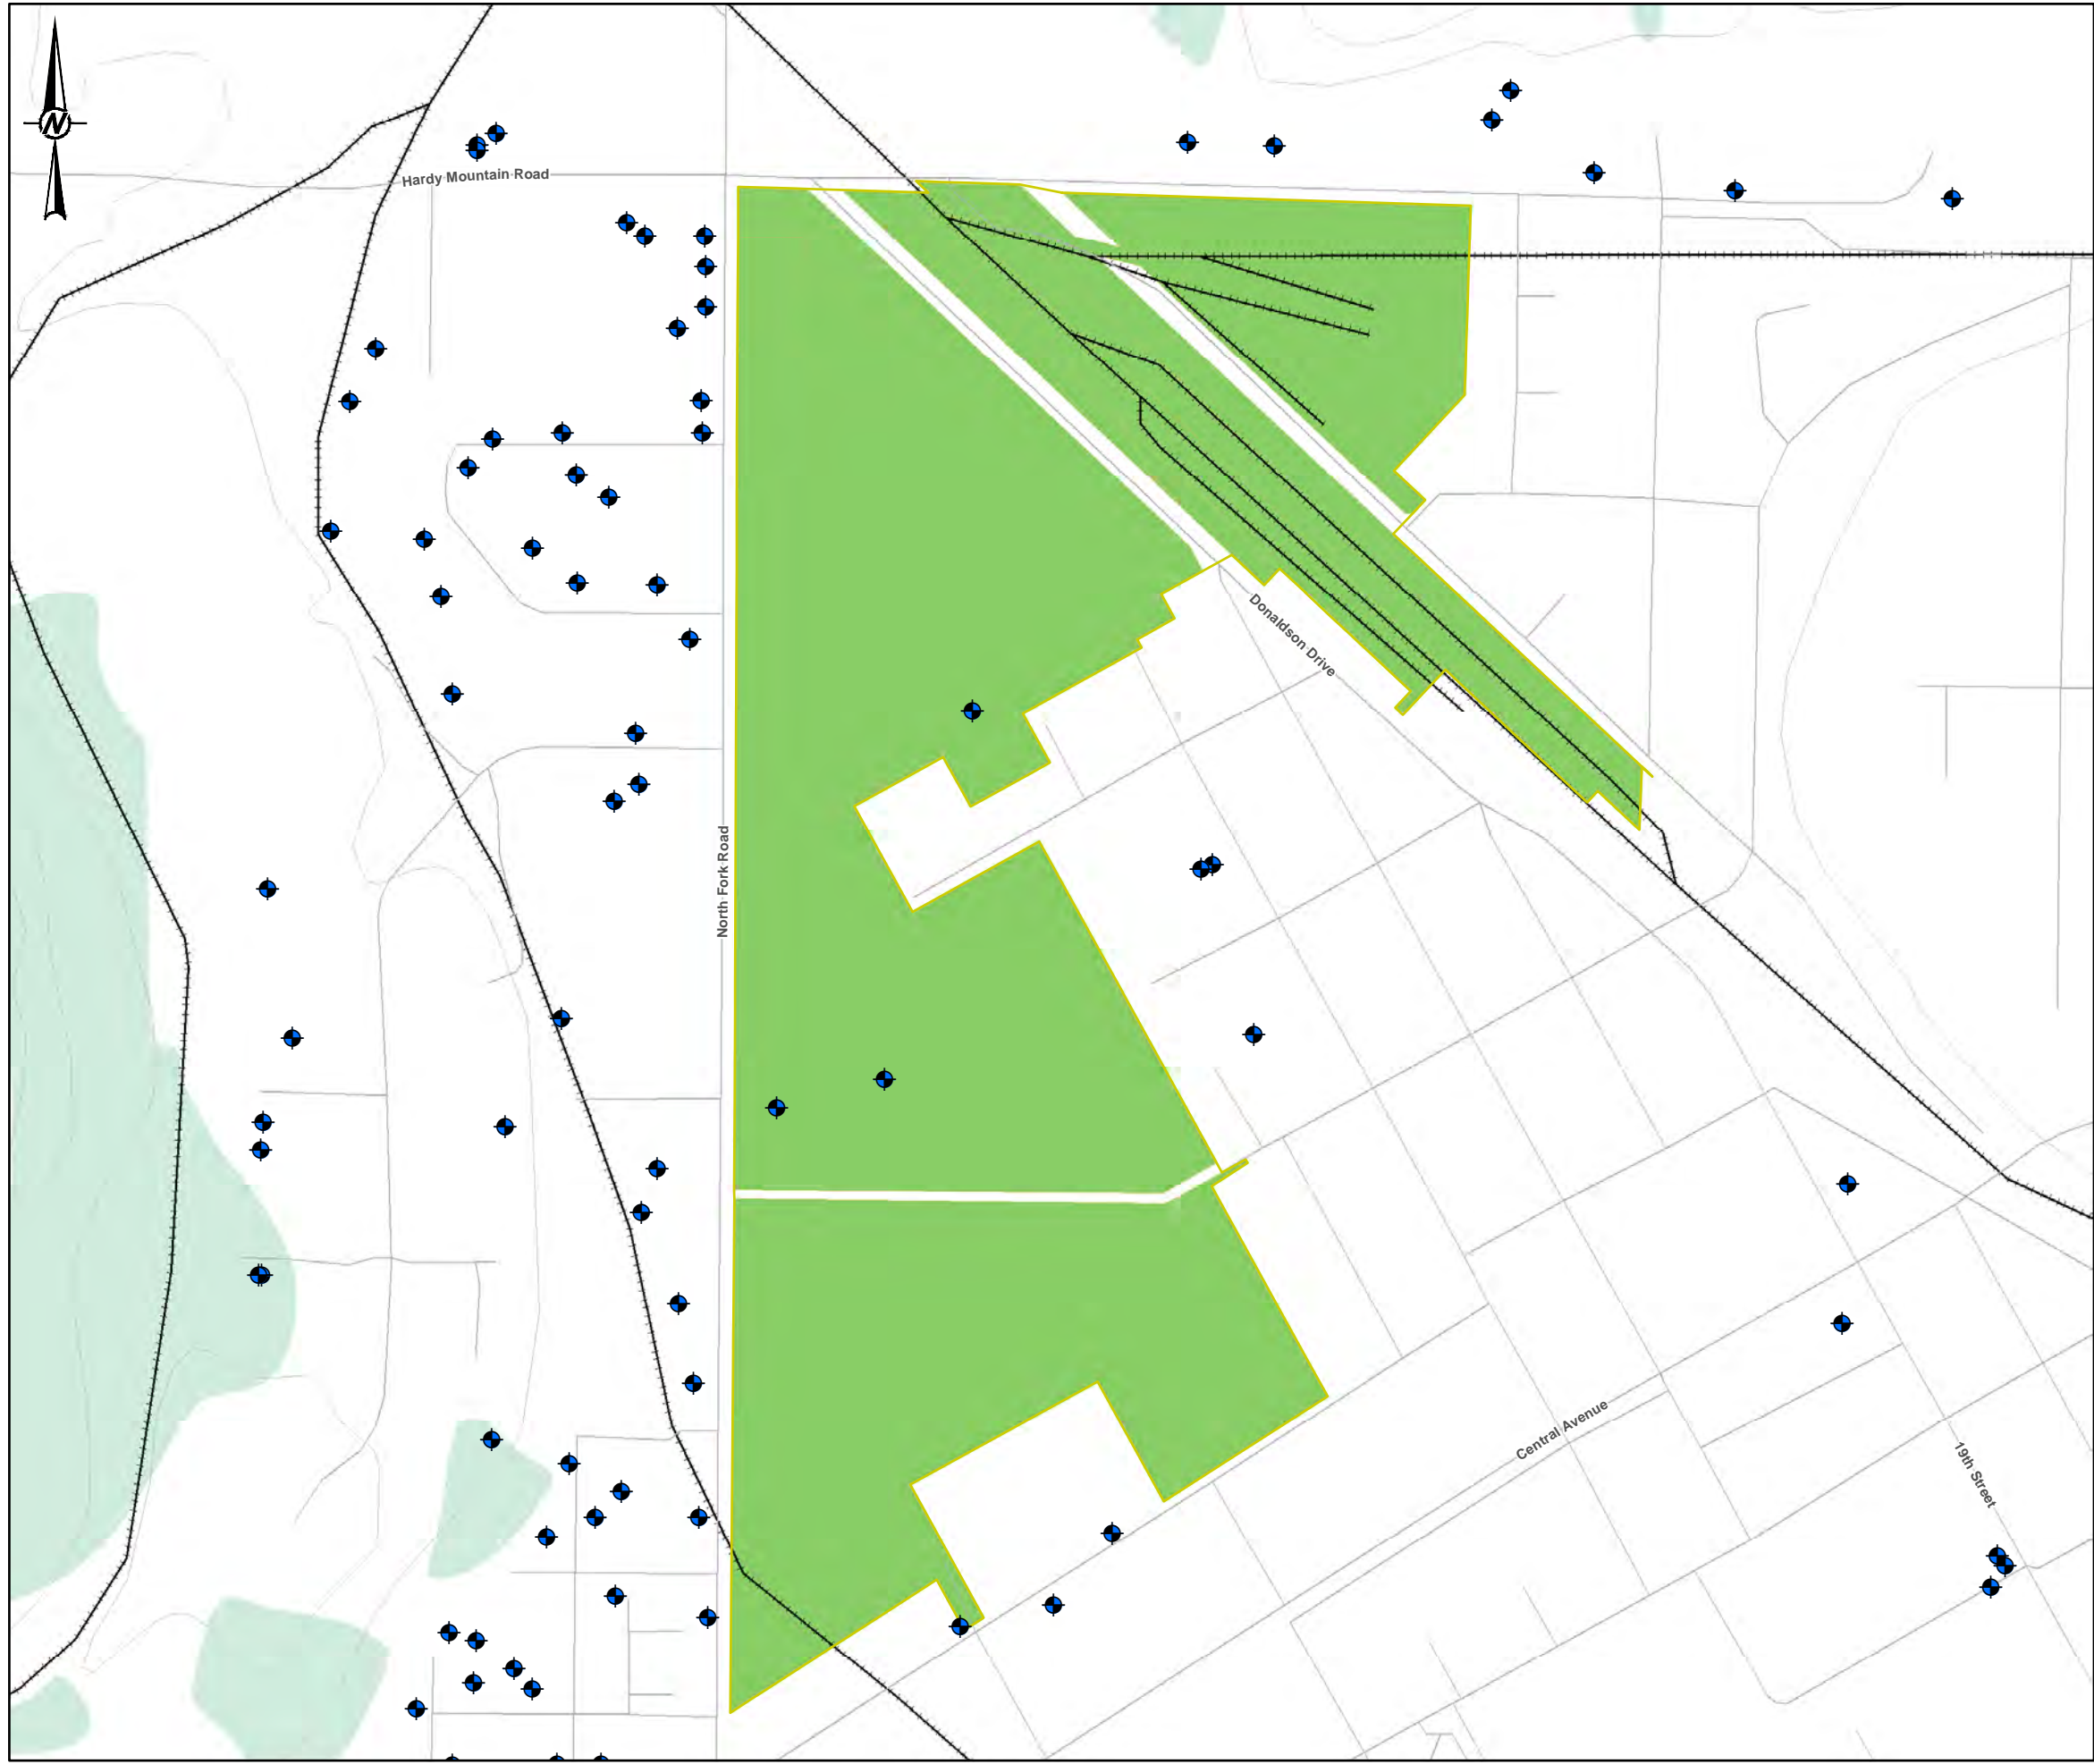 N
Hardy Mountain Road
Donaldson Drive
North Fork Road
Central Avenue
19th Street